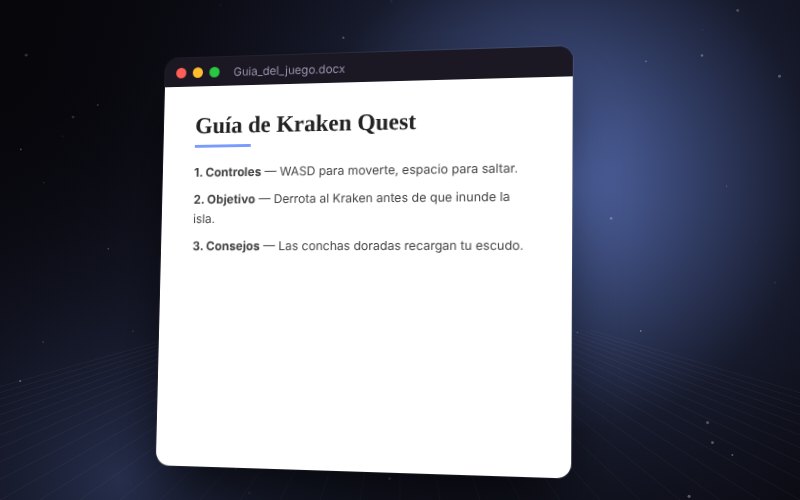 Guia_del_juego.docx
Guía de Kraken Quest
1. Controles — WASD para moverte, espacio para saltar.
2. Objetivo — Derrota al Kraken antes de que inunde la
isla.
3. Consejos — Las conchas doradas recargan tu escudo.